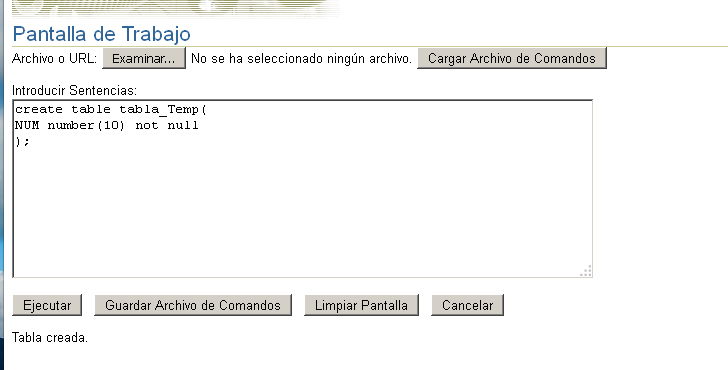 Pantalla de Trabajo
Archivo o URL: Examinar... No se ha seleccionado ningún archivo. Cargar Archivo de Comandos
Introducir Sentencias:
create table tabla_Temp(
NUM number(10) not null
);
Ejecutar Guardar Archivo de Comandos Limpiar Pantalla Cancelar
Tabla creada.